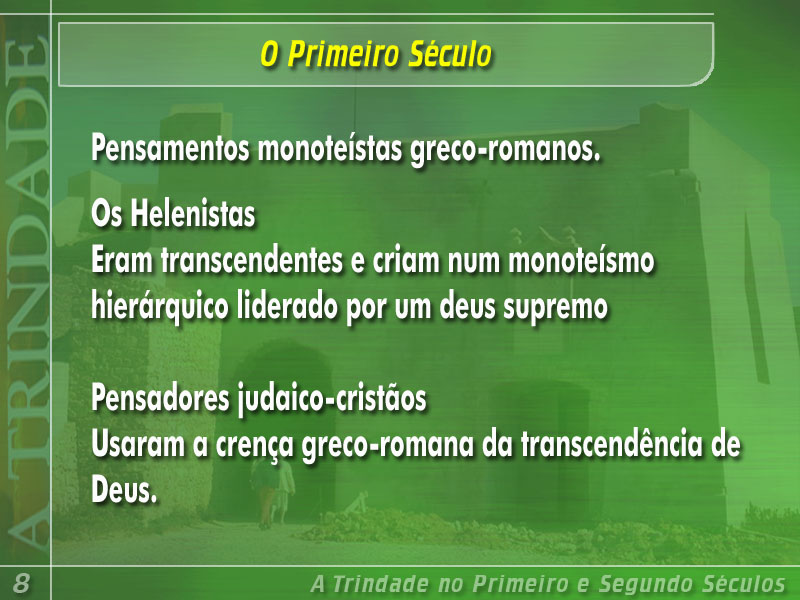 O Primeiro Século
Pensamentos monoteístas greco-romanos.
Os Helenistas
Eram transcendentes e criam num monoteísmo
hierárquico liderado por um deus supremo
Pensadores judaico-cristãos
Usaram a crença greco-romana da transcendência de
Deus.
A TRINDADE
8
A Trindade no Primeiro e Segundo Séculos